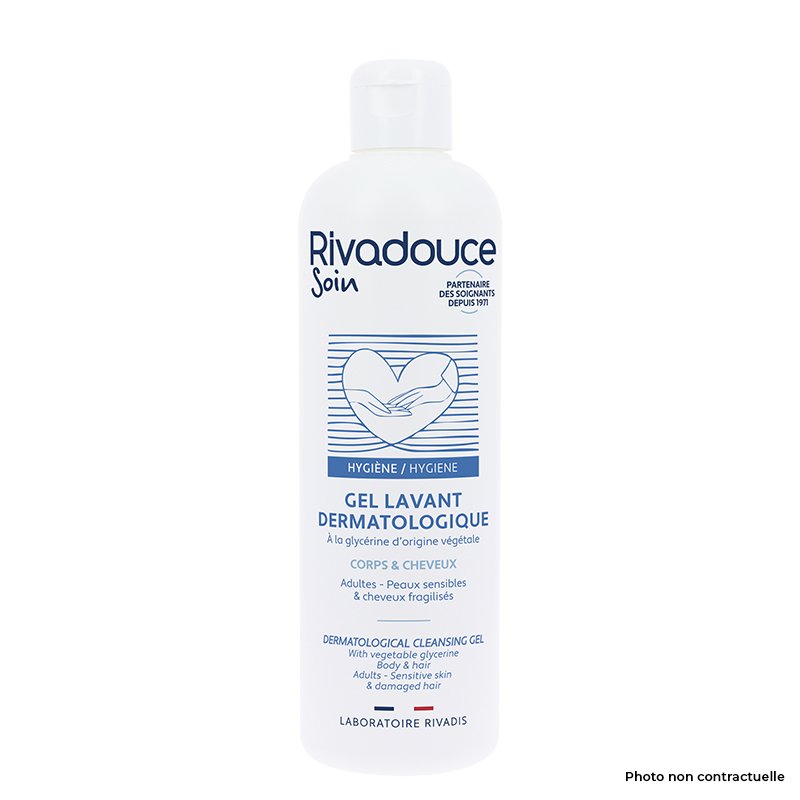 Rivadouce
Soin
PARTENAIRE
DES SOIGNANTS
DEPUIS 1971
HYGIÈNE / HYGIENE
GEL LAVANT
DERMATOLOGIQUE
À la glycérine d'origine végétale
CORPS & CHEVEUX
Adultes - Peaux sensibles
& cheveux fragilisés
DERMATOLOGICAL CLEANSING GEL
With vegetable glycerine
Body & hair
Adults - Sensitive skin
& damaged hair
LABORATOIRE RIVADIS
Photo non contractuelle